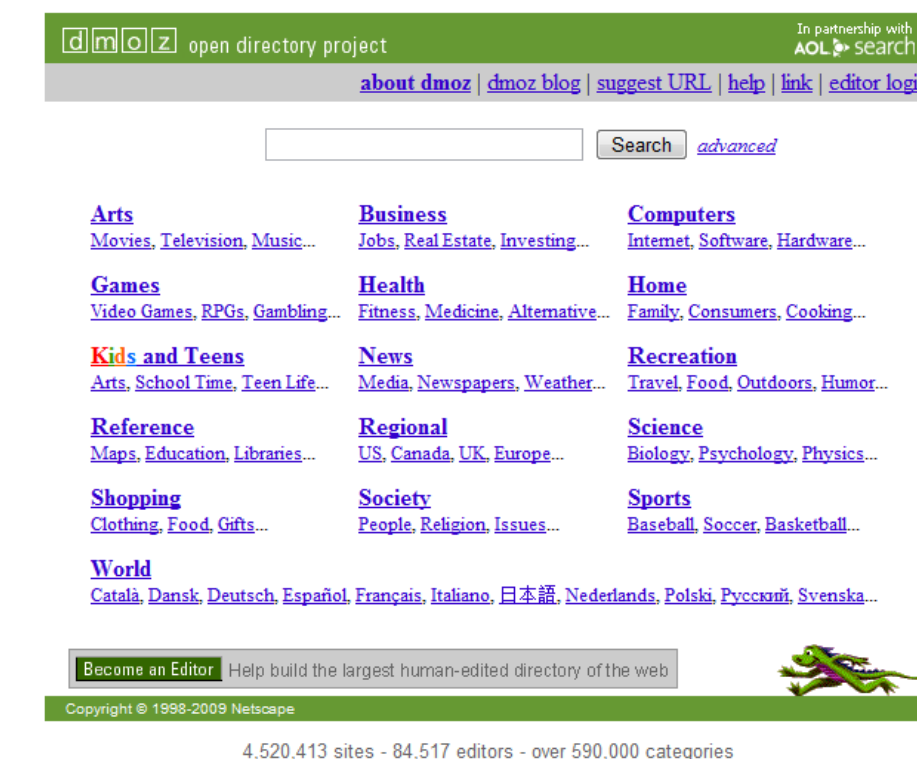 dmoz open directory project
In partnership with
AOL search
about dmoz | dmoz blog | suggest URL | help | link | editor logi
Search advanced
Arts Business Computers
Movies, Television, Music... Jobs, Real Estate, Investing... Internet, Software, Hardware...
Games Health Home
Video Games, RPGs, Gambling... Fitness, Medicine, Alternative... Family, Consumers, Cooking...
Kids and Teens News Recreation
Arts, School Time, Teen Life... Media, Newspapers, Weather... Travel, Food, Outdoors, Humor...
Reference Regional Science
Maps, Education, Libraries... US, Canada, UK, Europe... Biology, Psychology, Physics...
Shopping Society Sports
Clothing, Food, Gifts... People, Religion, Issues... Baseball, Soccer, Basketball...
World
Català, Dansk, Deutsch, Español, Français, Italiano, 日本語, Nederlands, Polski, Русский, Svenska...
Become an Editor Help build the largest human-edited directory of the web
Copyright © 1998-2009 Netscape
4,520,413 sites - 84,517 editors - over 590,000 categories